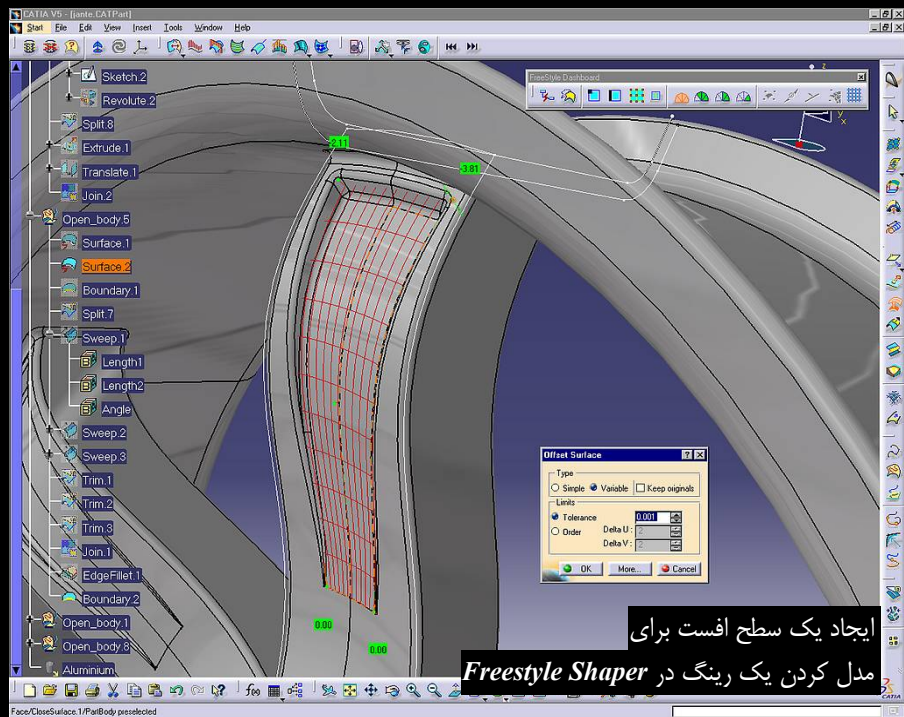 CATIA V5 - [jante.CATPart]
Start File Edit View Insert Tools Window Help
Sketch.2
Revolute.2
Split.8
Extrude.1
Translate.1
Join.2
Open_body.5
Surface.1
Surface.2
Boundary.1
Split.7
Sweep.1
Length1
Length2
Angle
Sweep.2
Sweep.3
Trim.1
Trim.2
Trim.3
Join.1
EdgeFillet.1
Boundary.2
Open_body.1
Open_body.8
Aluminium
FreeStyle Dashboard
z
y
x
-2.11
-3.81
0.00
0.00
Offset Surface
Type
Simple Variable Keep originals
Limits
Tolerance 0.001
Order Delta U : 2
Delta V : 2
OK More... Cancel
ایجاد یک سطح افست برای
مدل کردن یک رینگ در Freestyle Shaper
CATIA
Face/CloseSurface.1/PartBody preselected